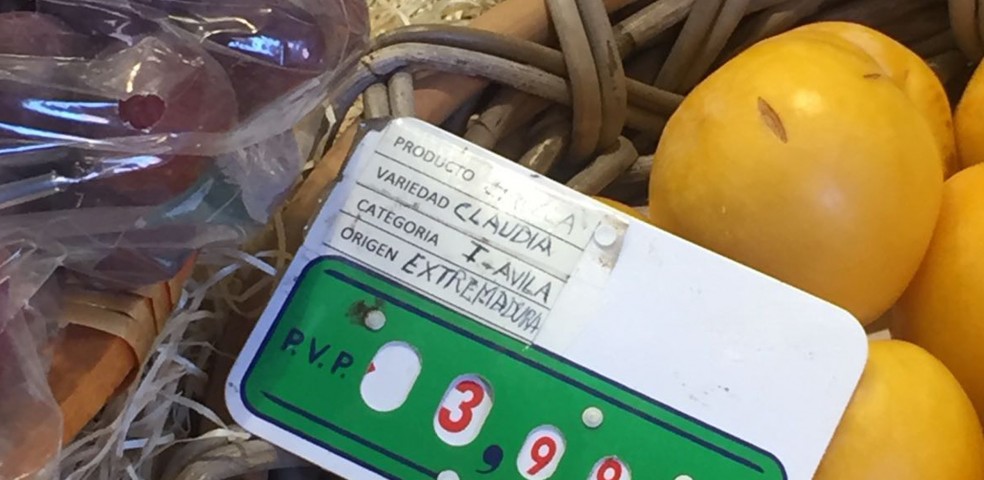 PRODUCTO
VARIEDAD CLAUDIA
CATEGORIA I-AVILA
ORIGEN EXTREMADURA
P.V.P. 3,9